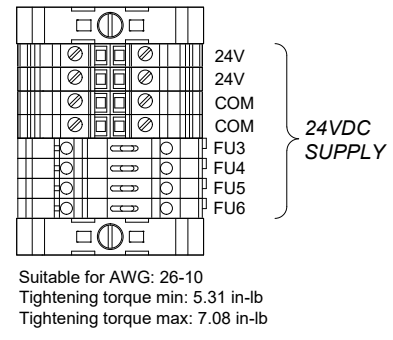 24V
24V
COM
COM
FU3
FU4
FU5
FU6
24VDC
SUPPLY
Suitable for AWG: 26-10
Tightening torque min: 5.31 in-lb
Tightening torque max: 7.08 in-lb